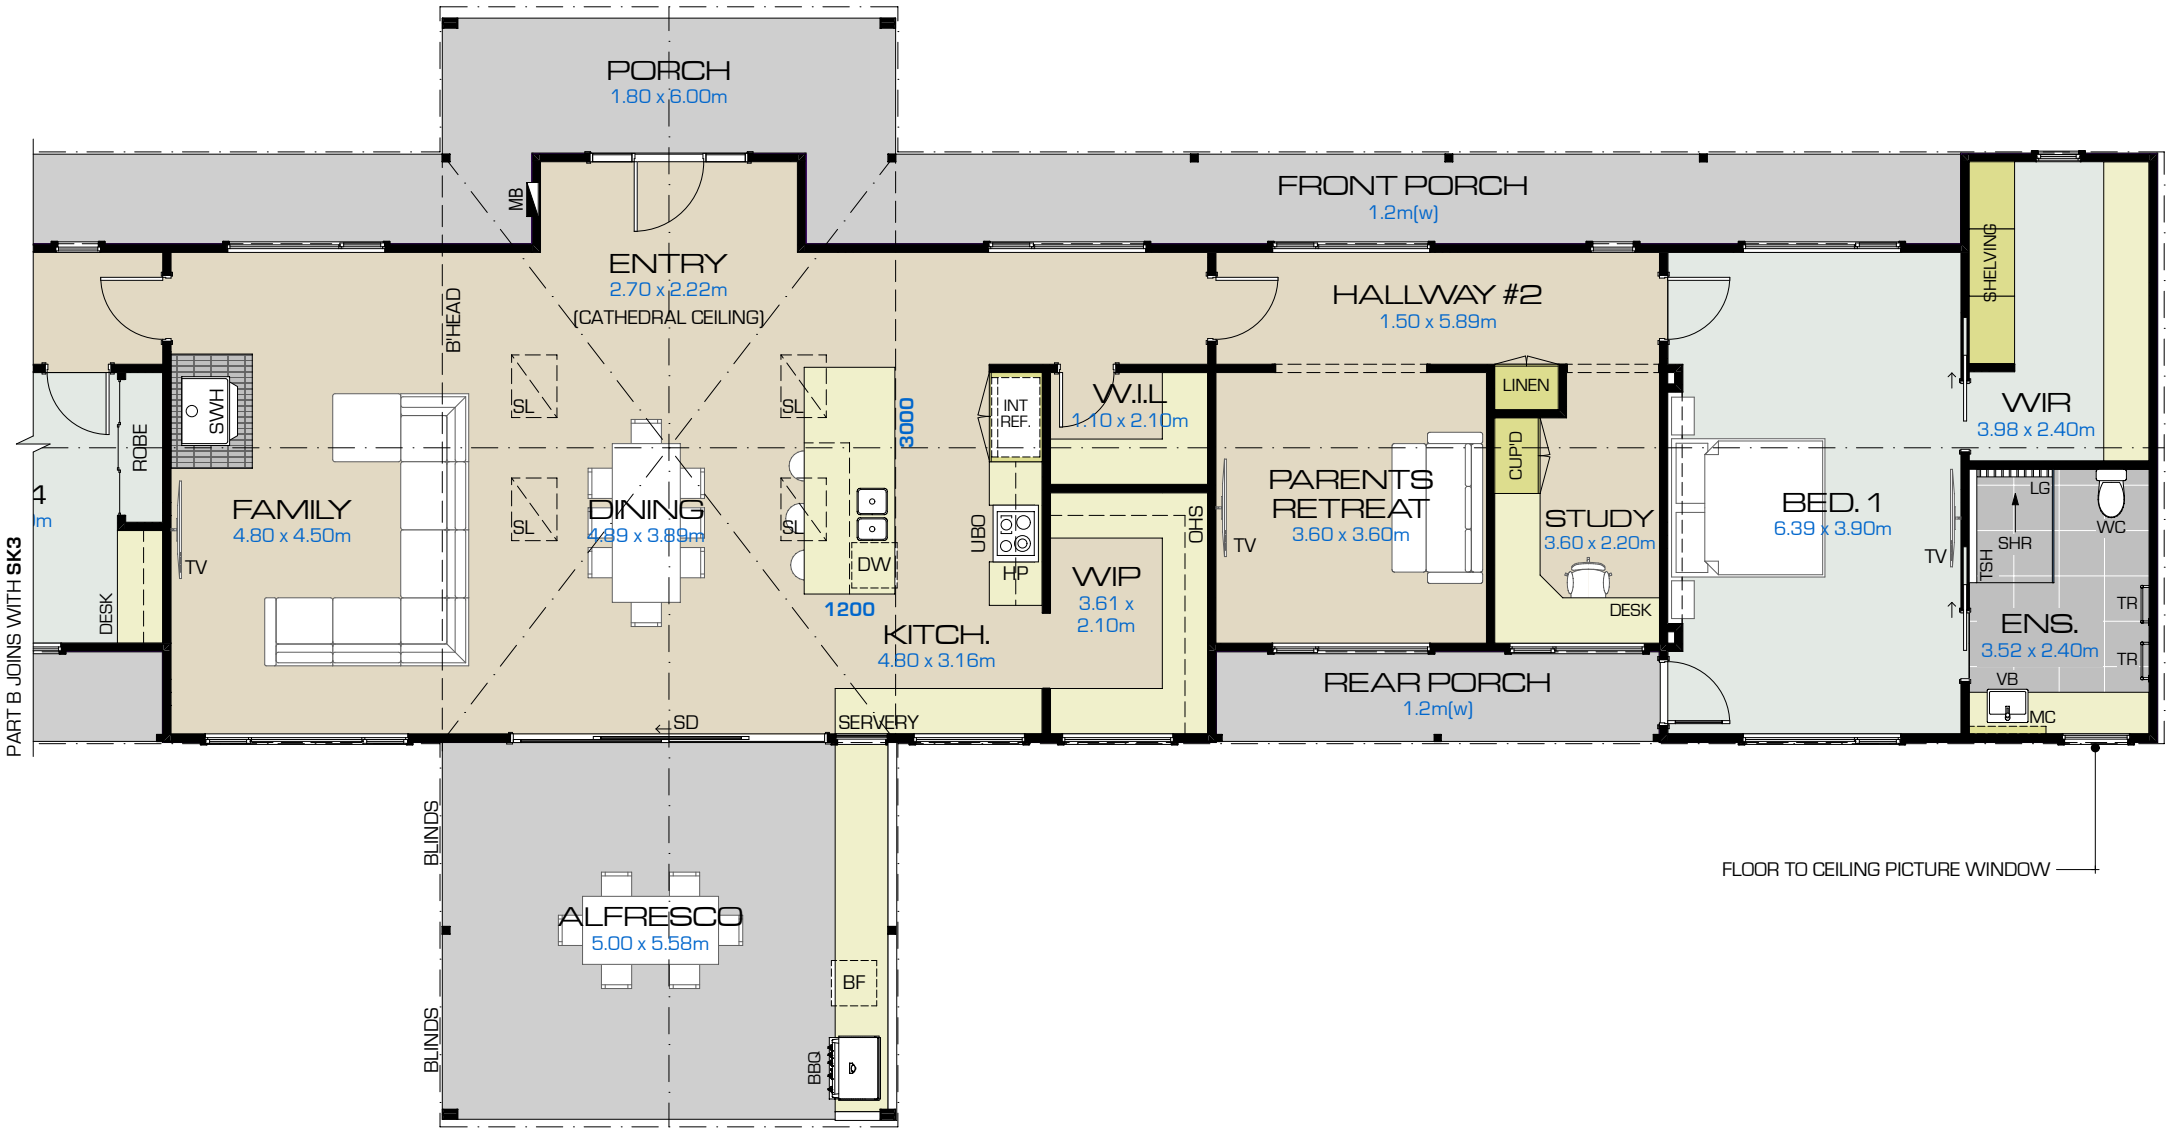 PORCH
1.80 x 6.00m
FRONT PORCH
1.2m(w)
MB
ENTRY
2.70 x 2.22m
(CATHEDRAL CEILING)
B'HEAD
HALLWAY #2
1.50 x 5.89m
SHELVING
WIR
3.98 x 2.40m
SWH
ROBE
SL
SL
3000
INT
REF.
W.I.L
1.10 x 2.10m
LINEN
CUP'D
4
m
FAMILY
4.80 x 4.50m
TV
SL
DINING
4.89 x 3.89m
SL
DW
1200
UBO
HP
OHS
WIP
3.61 x
2.10m
PARENTS
RETREAT
3.60 x 3.60m
TV
STUDY
3.60 x 2.20m
DESK
BED. 1
6.39 x 3.90m
TV
LG
WC
SHR
TSH
TR
ENS.
3.52 x 2.40m
TR
VB
MC
DESK
PART B JOINS WITH SK3
KITCH.
4.80 x 3.16m
SD
SERVERY
REAR PORCH
1.2m(w)
BLINDS
FLOOR TO CEILING PICTURE WINDOW
ALFRESCO
5.00 x 5.58m
BF
BLINDS
BBQ